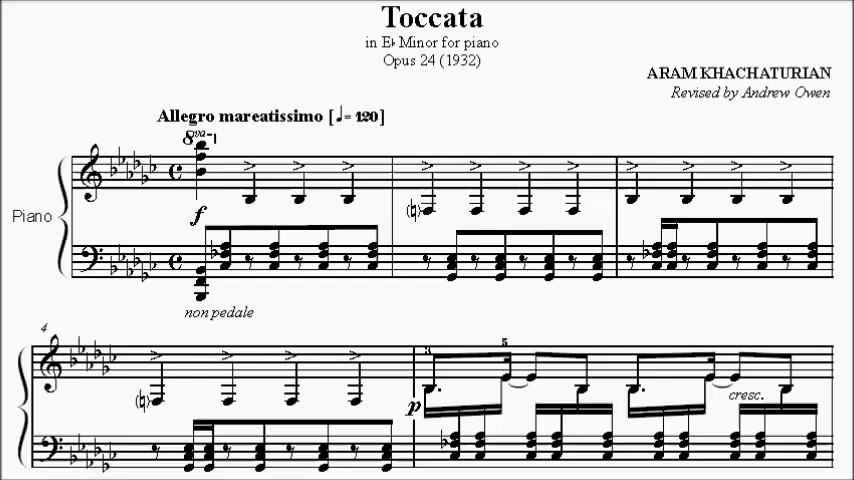 Toccata
in E♭ Minor for piano
Opus 24 (1932)
ARAM KHACHATURIAN
Revised by Andrew Owen
Allegro mareatissimo [♩= 120]
8va
Piano
f
non pedale
4
3
5
p
cresc.